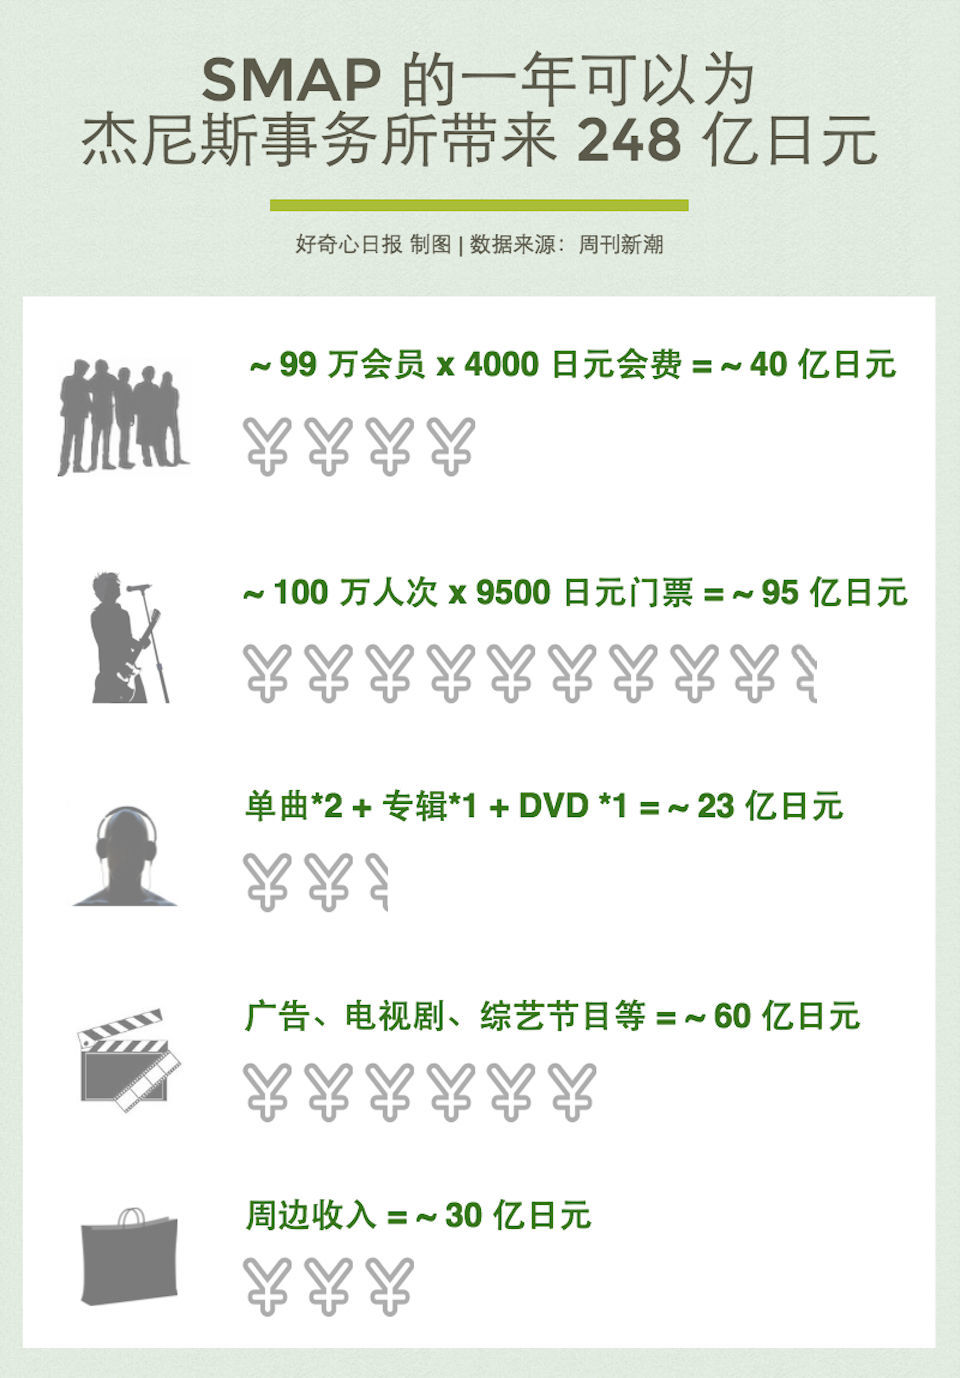 SMAP 的一年可以为
杰尼斯事务所带来 248 亿日元
好奇心日报 制图 | 数据来源：周刊新潮
~ 99 万会员 x 4000 日元会费 = ~ 40 亿日元
~ 100 万人次 x 9500 日元门票 = ~ 95 亿日元
单曲*2 + 专辑*1 + DVD *1 = ~ 23 亿日元
广告、电视剧、综艺节目等 = ~ 60 亿日元
周边收入 = ~ 30 亿日元